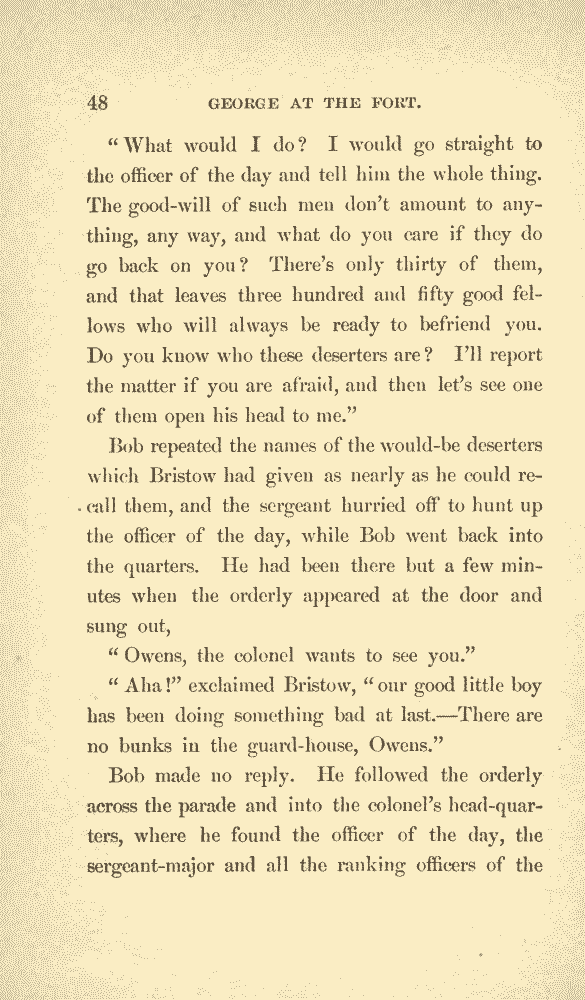 48 GEORGE AT THE FORT.
“What would I do? I would go straight to
the officer of the day and tell him the whole thing.
The good-will of such men don’t amount to any-
thing, any way, and what do you care if they do
go back on you? There’s only thirty of them,
and that leaves three hundred and fifty good fel-
lows who will always be ready to befriend you.
Do you know who these deserters are? I’ll report
the matter if you are afraid, and then let’s see one
of them open his head to me.”
Bob repeated the names of the would-be deserters
which Bristow had given as nearly as he could re-
call them, and the sergeant hurried off to hunt up
the officer of the day, while Bob went back into
the quarters. He had been there but a few min-
utes when the orderly appeared at the door and
sung out,
“Owens, the colonel wants to see you.”
“Aha!” exclaimed Bristow, “our good little boy
has been doing something bad at last.—There are
no bunks in the guard-house, Owens.”
Bob made no reply. He followed the orderly
across the parade and into the colonel’s head-quar-
ters, where he found the officer of the day, the
sergeant-major and all the ranking officers of the